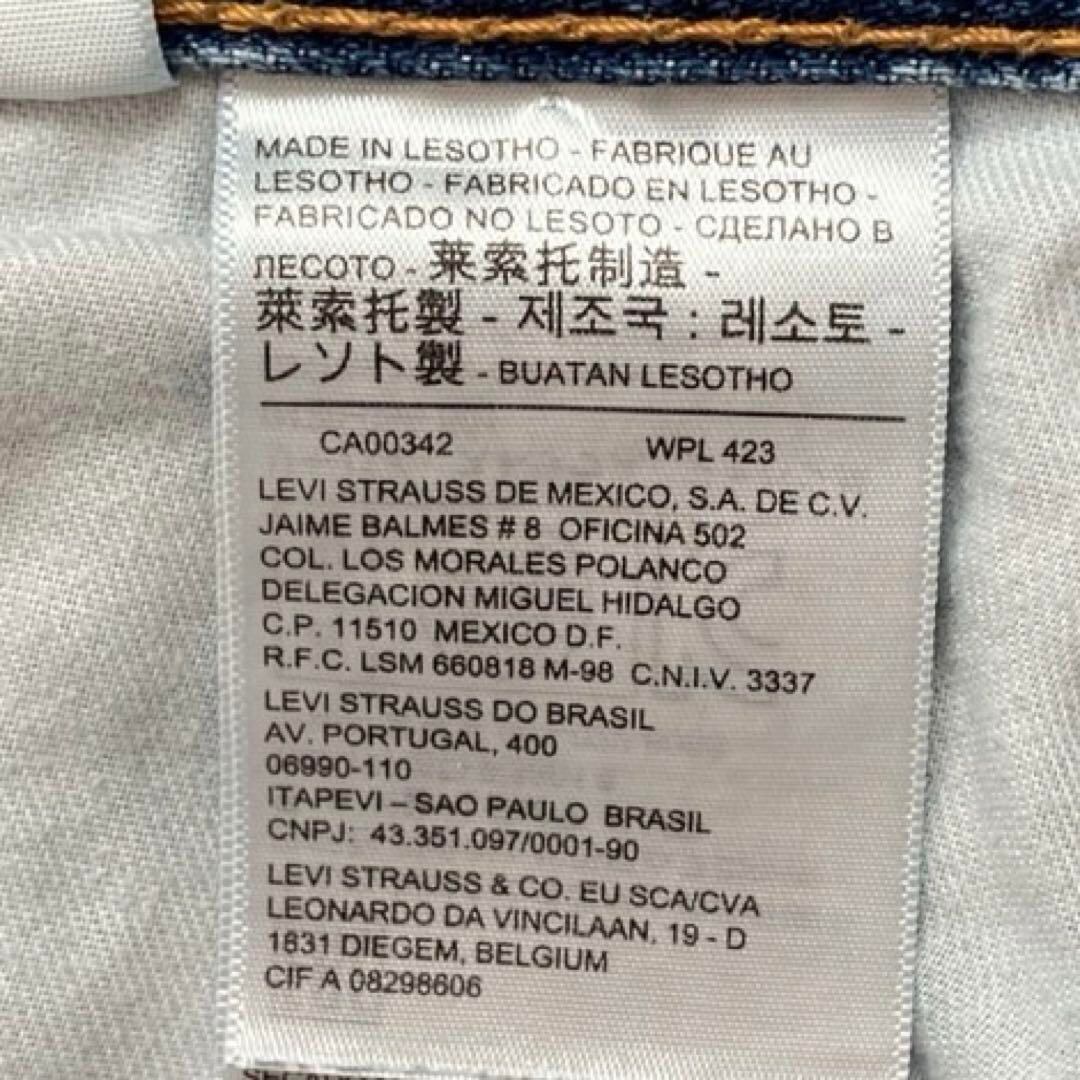 MADE IN LESOTHO - FABRIQUE AU
LESOTHO - FABRICADO EN LESOTHO -
FABRICADO NO LESOTO - СДЕЛАНО В
ЛЕСОТО - 莱索托制造 -
萊索托製 - 제조국 : 레소토 -
レソト製 - BUATAN LESOTHO
CA00342 WPL 423
LEVI STRAUSS DE MEXICO, S.A. DE C.V.
JAIME BALMES # 8 OFICINA 502
COL. LOS MORALES POLANCO
DELEGACION MIGUEL HIDALGO
C.P. 11510 MEXICO D.F.
R.F.C. LSM 660818 M-98 C.N.I.V. 3337
LEVI STRAUSS DO BRASIL
AV. PORTUGAL, 400
06990-110
ITAPEVI – SAO PAULO BRASIL
CNPJ: 43.351.097/0001-90
LEVI STRAUSS & CO. EU SCA/CVA
LEONARDO DA VINCILAAN, 19 - D
1831 DIEGEM, BELGIUM
CIF A 08298606